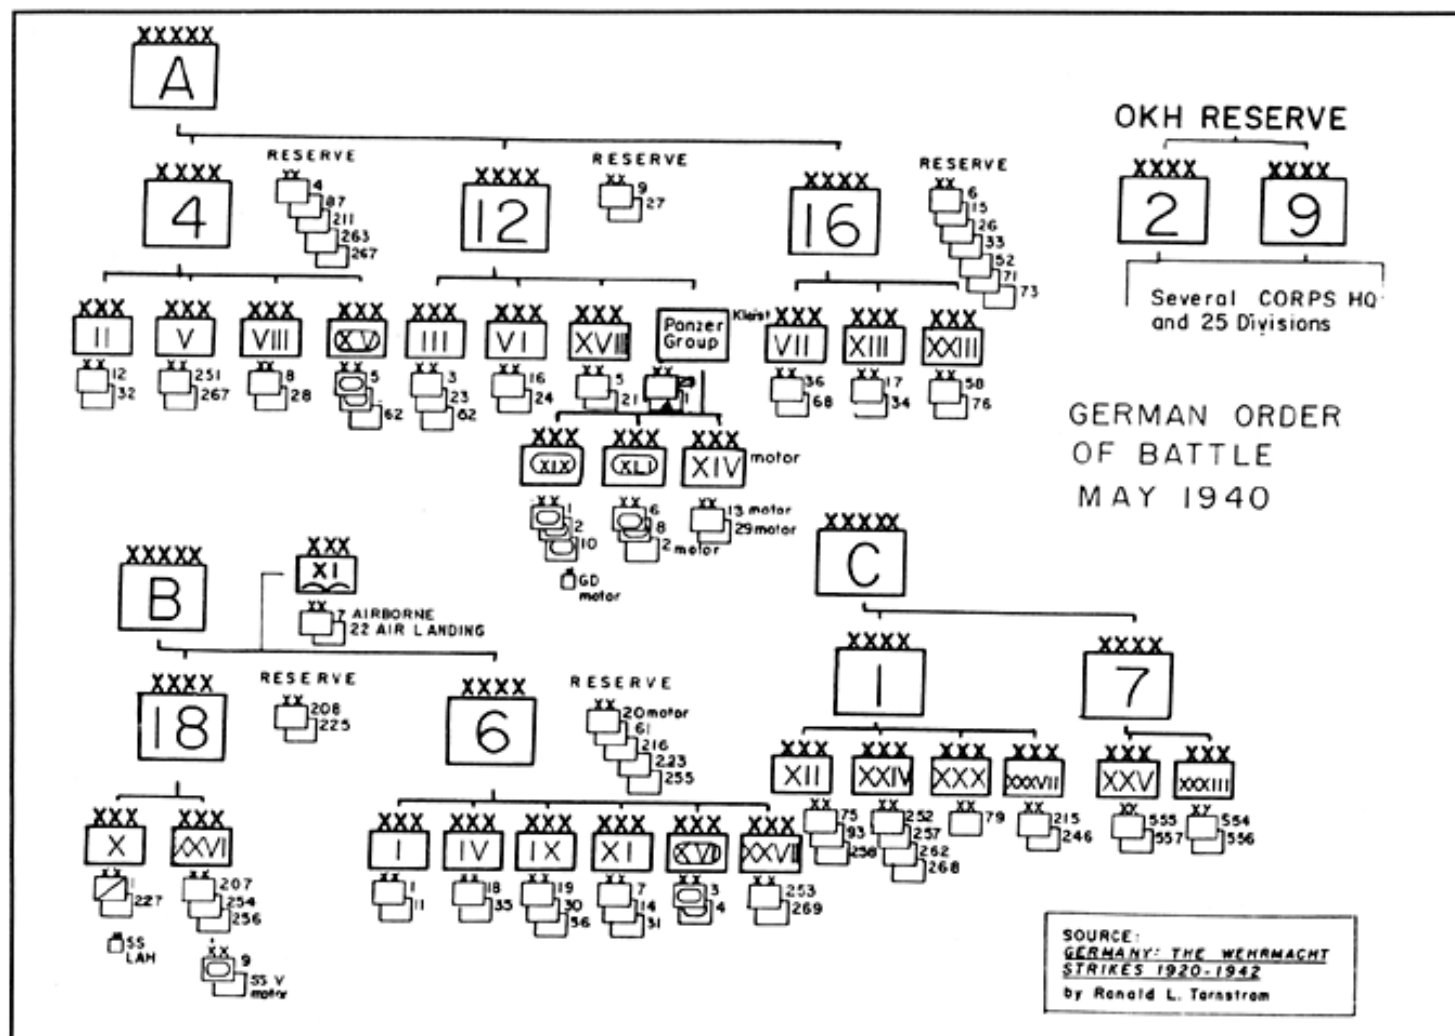 XXXXX
A
OKH RESERVE
XXXX
4
RESERVE
XX
4
87
211
263
267
XXXX
12
RESERVE
XX
9
27
XXXX
16
RESERVE
XX
6
15
26
33
52
71
73
XXXX
2
XXXX
9
Several CORPS HQ
and 25 Divisions
XXX
II
XX
12
32
XXX
V
XX
251
267
XXX
VIII
XX
8
28
XXX
XV
XX
5
62
XXX
III
XX
3
23
62
XXX
VI
XX
16
24
XXX
XVIII
XX
5
21
Panzer
Group
Kleist
XX
1
XXX
VII
XX
36
68
XXX
XIII
XX
17
34
XXX
XXIII
XX
58
76
XXX
XIX
XX
1
2
10
GD
motor
XXX
XLI
XX
6
8
2 motor
XXX
XIV
motor
XX
13 motor
29 motor
GERMAN ORDER
OF BATTLE
MAY 1940
XXXXX
B
XXX
XI
XX
7 AIRBORNE
22 AIR LANDING
XXXXX
C
XXXX
18
RESERVE
XX
208
225
XXXX
6
RESERVE
XX
20 motor
61
216
223
255
XXXX
1
XXXX
7
XXX
X
XX
1
227
SS
LAH
XXX
XXVI
XX
207
254
256
XX
9
SS V
motor
XXX
I
XX
1
11
XXX
IV
XX
18
35
XXX
IX
XX
19
30
56
XXX
XI
XX
7
14
31
XXX
XVI
XX
3
4
XXX
XXVII
XX
253
269
XXX
XII
XX
75
93
258
XXX
XXIV
XX
252
257
262
268
XXX
XXX
XX
79
XXX
XXXVII
XX
215
246
XXX
XXV
XX
555
557
XXX
XXXIII
XX
554
556
SOURCE:
GERMANY: THE WEHRMACHT
STRIKES 1920-1942
by Ronald L. Tarnstrom